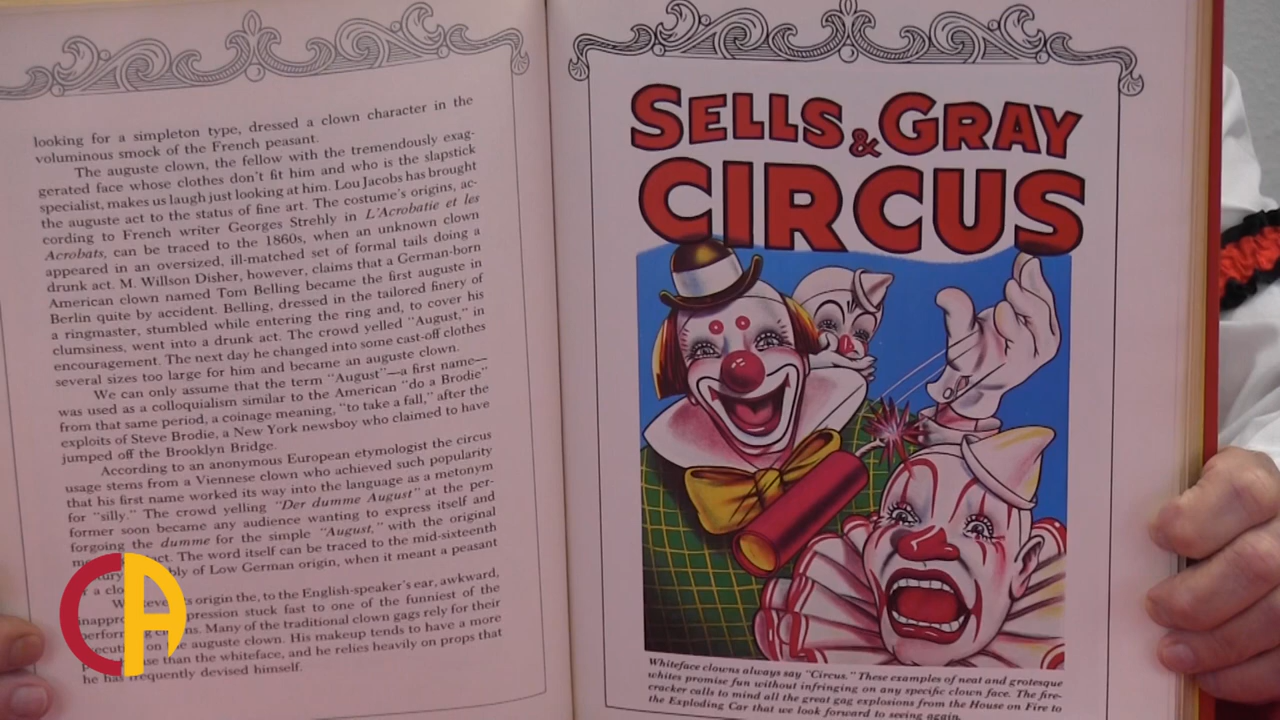 looking for a simpleton type, dressed a clown character in the
voluminous smock of the French peasant.
The auguste clown, the fellow with the tremendously exag-
gerated face whose clothes don't fit him and who is the slapstick
specialist, makes us laugh just looking at him. Lou Jacobs has brought
the auguste act to the status of fine art. The costume's origins, ac-
cording to French writer Georges Strehly in L'Acrobatie et les
Acrobats, can be traced to the 1860s, when an unknown clown
appeared in an oversized, ill-matched set of formal tails doing a
drunk act. M. Willson Disher, however, claims that a German-born
American clown named Tom Belling became the first auguste in
Berlin quite by accident. Belling, dressed in the tailored finery of
a ringmaster, stumbled while entering the ring and, to cover his
clumsiness, went into a drunk act. The crowd yelled "August," in
encouragement. The next day he changed into some cast-off clothes
several sizes too large for him and became an auguste clown.
We can only assume that the term "August"—a first name—
was used as a colloquialism similar to the American "do a Brodie"
from that same period, a coinage meaning, "to take a fall," after the
exploits of Steve Brodie, a New York newsboy who claimed to have
jumped off the Brooklyn Bridge.
According to an anonymous European etymologist the circus
usage stems from a Viennese clown who achieved such popularity
that his first name worked its way into the language as a metonym
for "silly." The crowd yelling "Der dumme August" at the per-
former soon became any audience wanting to express itself and
forgoing the dumme for the simple "August," with the original
act. The word itself can be traced to the mid-sixteenth
of Low German origin, when it meant a peasant
origin the, to the English-speaker's ear, awkward,
stuck fast to one of the funniest of the
Many of the traditional clown gags rely for their
auguste clown. His makeup tends to have a more
than the whiteface, and he relies heavily on props that
he has frequently devised himself.
SELLS & GRAY
CIRCUS
Whiteface clowns always say "Circus." These examples of neat and grotesque
whites promise fun without infringing on any specific clown face. The fire-
cracker calls to mind all the great gag explosions from the House on Fire to
the Exploding Car that we look forward to seeing again.
CA